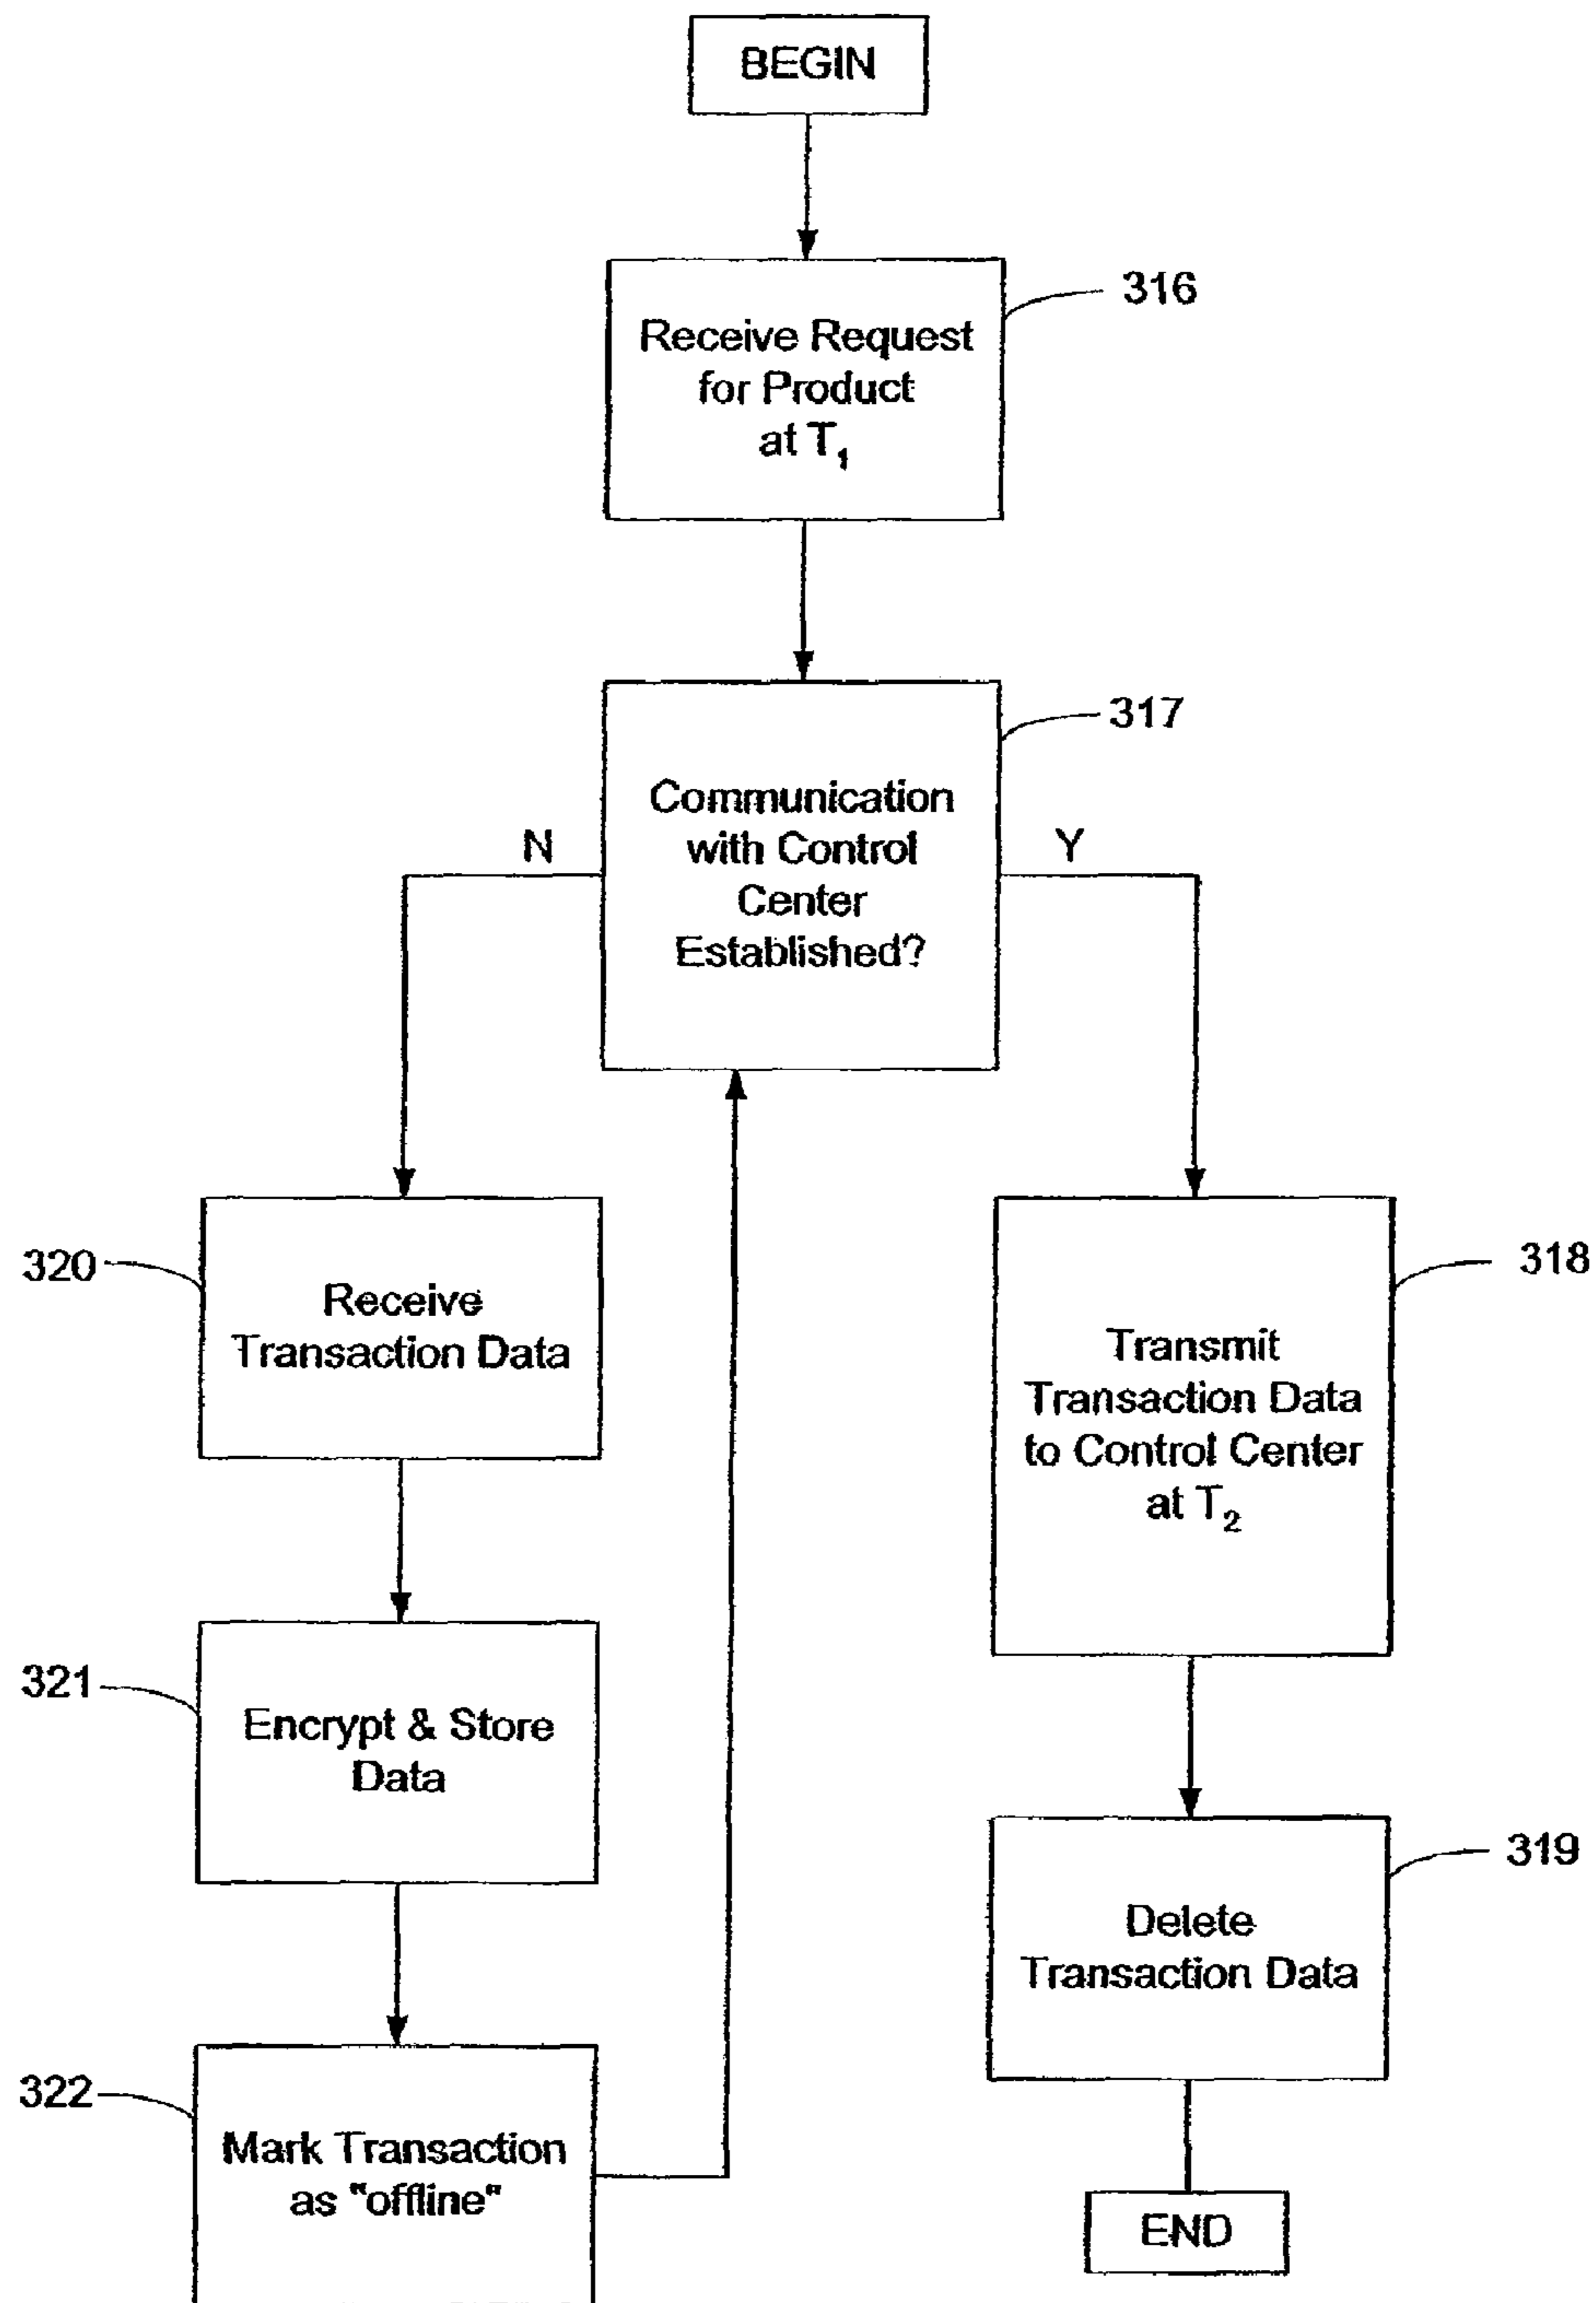 BEGIN
316
Receive Request
for Product
at T₁
317
Communication
with Control
Center
Established?
N
Y
320
Receive
Transaction Data
318
Transmit
Transaction Data
to Control Center
at T₂
321
Encrypt & Store
Data
319
Delete
Transaction Data
322
Mark Transaction
as "offline"
END